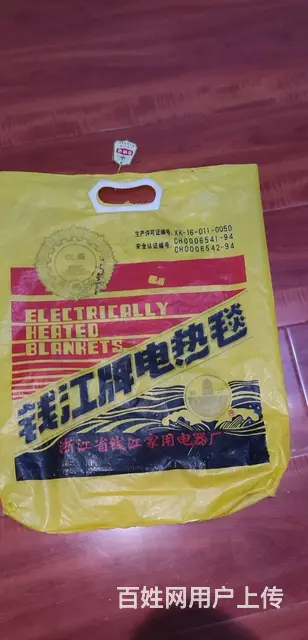 生产许可证编号: XK-16-011-0050
安全认证编号: CH0006541-94
CH0006542-94
ELECTRICALLY
HEATED
BLANKETS
钱江牌电热毯
浙江省钱江家用电器厂
百姓网用户上传